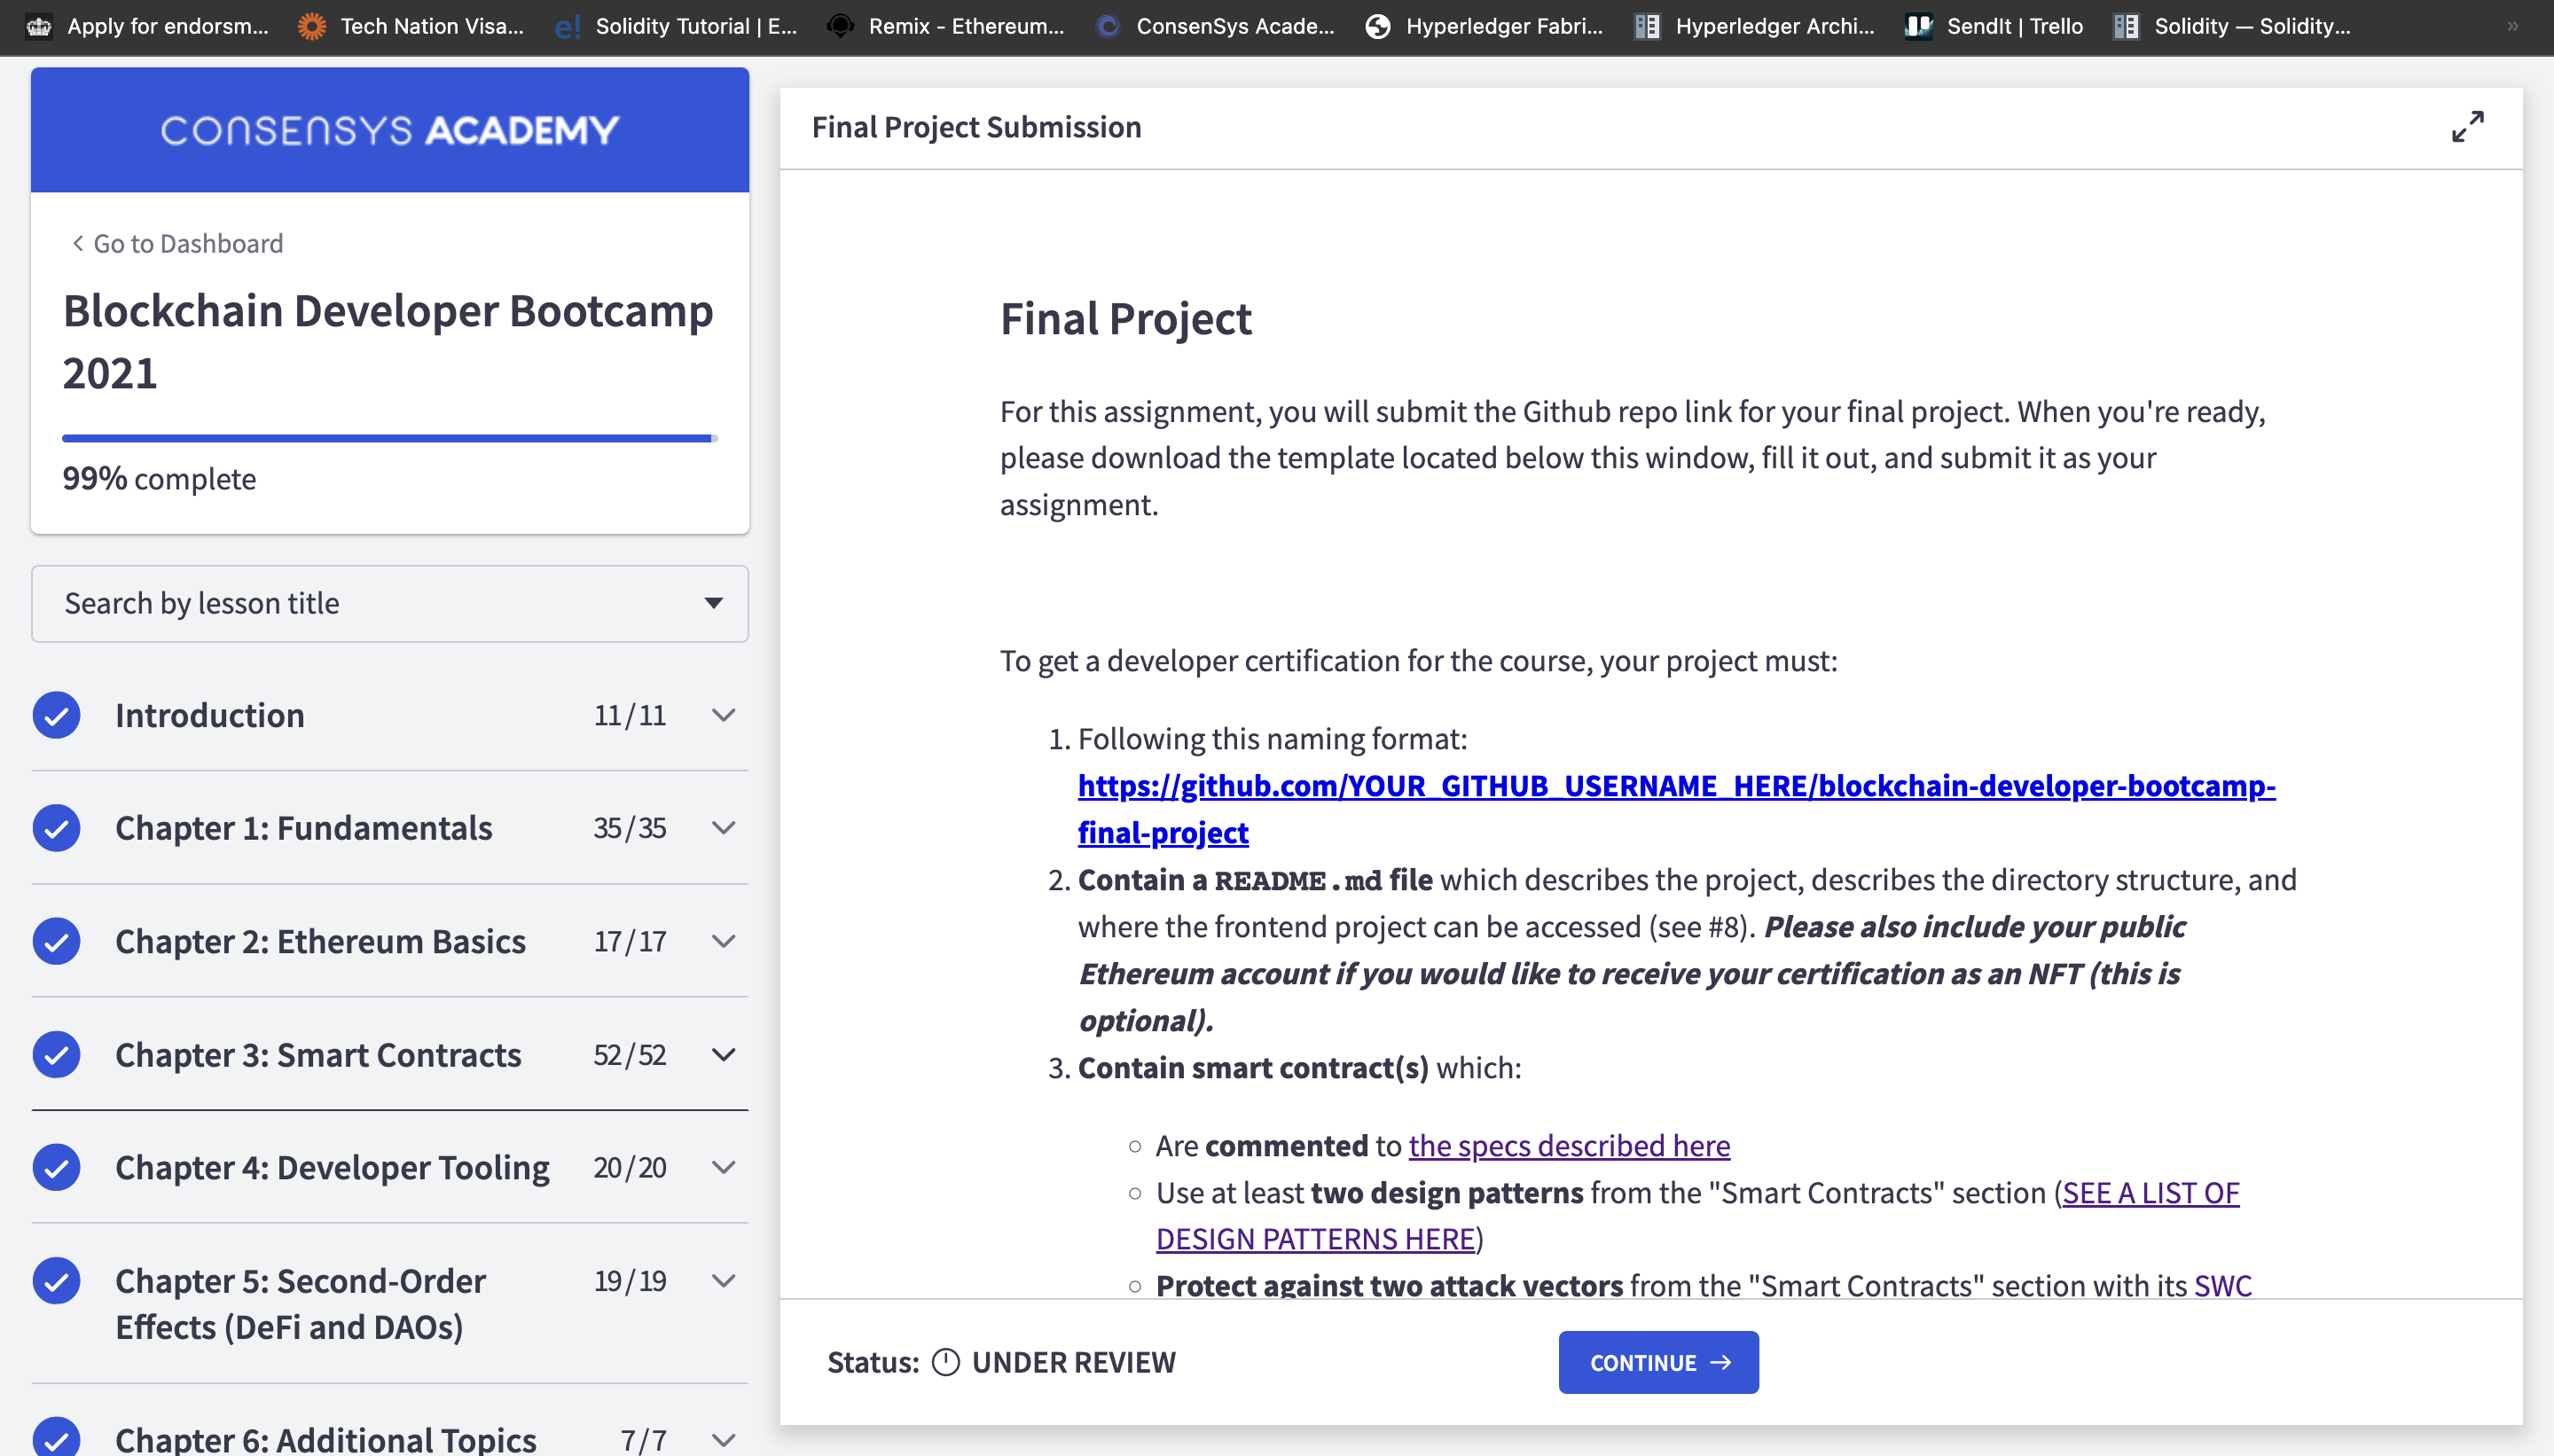 Apply for endorsm...
Tech Nation Visa...
e! Solidity Tutorial | E...
Remix - Ethereum...
ConsenSys Acade...
Hyperledger Fabri...
Hyperledger Archi...
SendIt | Trello
Solidity — Solidity...
»
CONSENSYS ACADEMY
Go to Dashboard
Blockchain Developer Bootcamp
2021
99% complete
Search by lesson title
Introduction 11/11
Chapter 1: Fundamentals 35/35
Chapter 2: Ethereum Basics 17/17
Chapter 3: Smart Contracts 52/52
Chapter 4: Developer Tooling 20/20
Chapter 5: Second-Order 19/19
Effects (DeFi and DAOs)
Chapter 6: Additional Topics 7/7
Final Project Submission
Final Project
For this assignment, you will submit the Github repo link for your final project. When you're ready,
please download the template located below this window, fill it out, and submit it as your
assignment.
To get a developer certification for the course, your project must:
1. Following this naming format:
https://github.com/YOUR_GITHUB_USERNAME_HERE/blockchain-developer-bootcamp-
final-project
2. Contain a README.md file which describes the project, describes the directory structure, and
where the frontend project can be accessed (see #8). Please also include your public
Ethereum account if you would like to receive your certification as an NFT (this is
optional).
3. Contain smart contract(s) which:
○ Are commented to the specs described here
○ Use at least two design patterns from the "Smart Contracts" section (SEE A LIST OF
DESIGN PATTERNS HERE)
○ Protect against two attack vectors from the "Smart Contracts" section with its SWC
Status: UNDER REVIEW
CONTINUE →